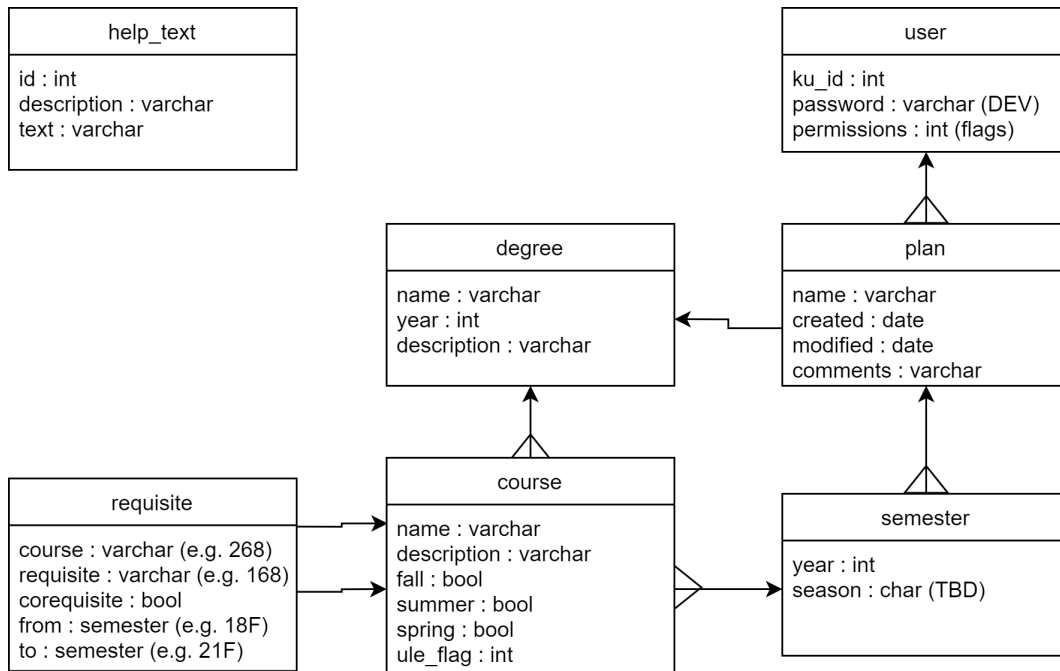 help_text
id : int
description : varchar
text : varchar
user
ku_id : int
password : varchar (DEV)
permissions : int (flags)
degree
name : varchar
year : int
description : varchar
plan
name : varchar
created : date
modified : date
comments : varchar
requisite
course : varchar (e.g. 268)
requisite : varchar (e.g. 168)
corequisite : bool
from : semester (e.g. 18F)
to : semester (e.g. 21F)
course
name : varchar
description : varchar
fall : bool
summer : bool
spring : bool
ule_flag : int
semester
year : int
season : char (TBD)